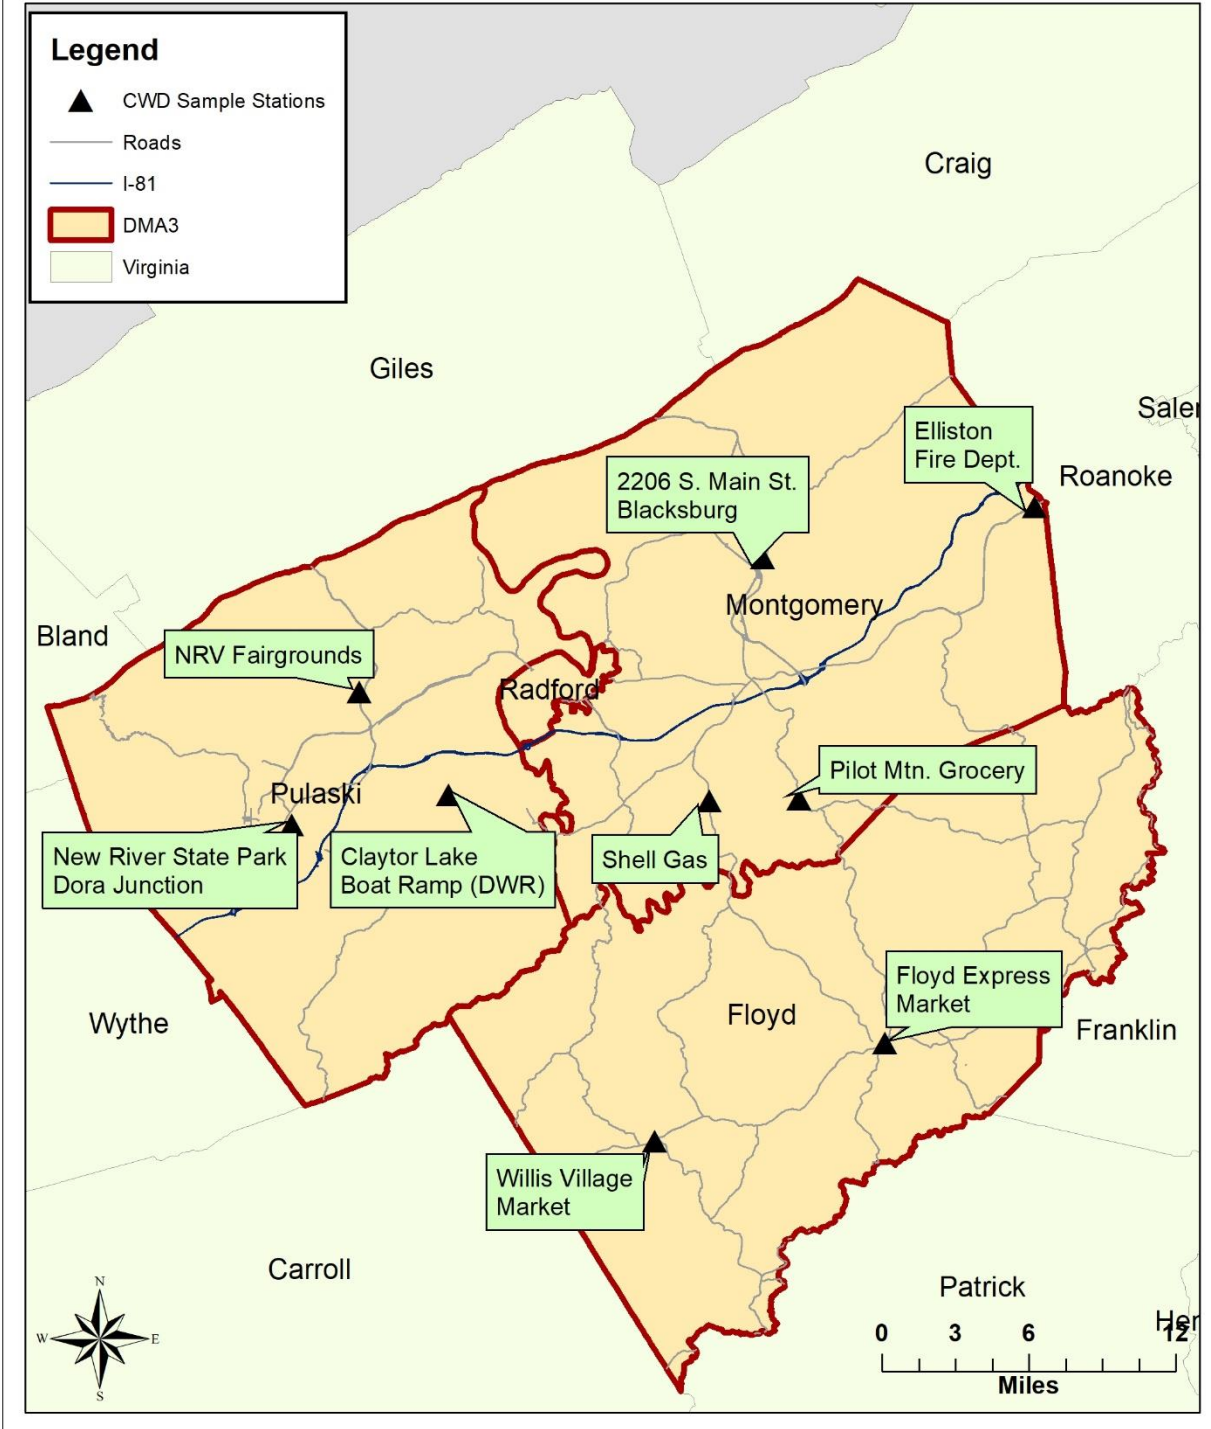 Legend
CWD Sample Stations
Roads
I-81
DMA3
Virginia
Craig
Giles
Saler
Elliston
Fire Dept.
Roanoke
2206 S. Main St.
Blacksburg
Montgomery
Bland
NRV Fairgrounds
Radford
Pilot Mtn. Grocery
Pulaski
New River State Park
Dora Junction
Claytor Lake
Boat Ramp (DWR)
Shell Gas
Floyd Express
Market
Floyd
Wythe
Franklin
Willis Village
Market
Carroll
Patrick
Her
N
W
E
S
0 3 6 12
Miles